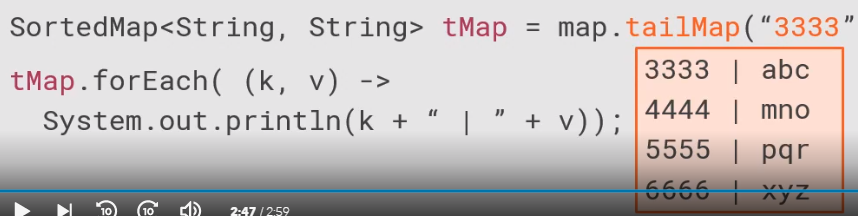 SortedMap<String, String> tMap = map.tailMap(“3333”
tMap.forEach( (k, v) ->
System.out.println(k + “ | ” + v));
3333 | abc
4444 | mno
5555 | pqr
6666 | xyz
10 10 2:47 / 2:59